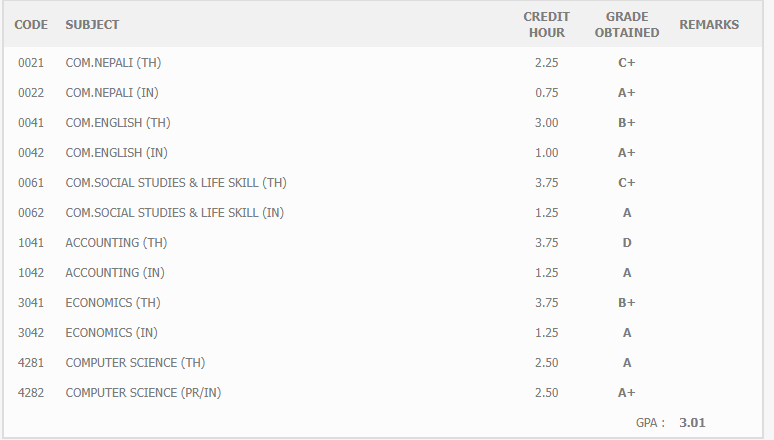 CODE SUBJECT CREDIT HOUR GRADE OBTAINED REMARKS
0021 COM.NEPALI (TH) 2.25 C+
0022 COM.NEPALI (IN) 0.75 A+
0041 COM.ENGLISH (TH) 3.00 B+
0042 COM.ENGLISH (IN) 1.00 A+
0061 COM.SOCIAL STUDIES & LIFE SKILL (TH) 3.75 C+
0062 COM.SOCIAL STUDIES & LIFE SKILL (IN) 1.25 A
1041 ACCOUNTING (TH) 3.75 D
1042 ACCOUNTING (IN) 1.25 A
3041 ECONOMICS (TH) 3.75 B+
3042 ECONOMICS (IN) 1.25 A
4281 COMPUTER SCIENCE (TH) 2.50 A
4282 COMPUTER SCIENCE (PR/IN) 2.50 A+
GPA : 3.01